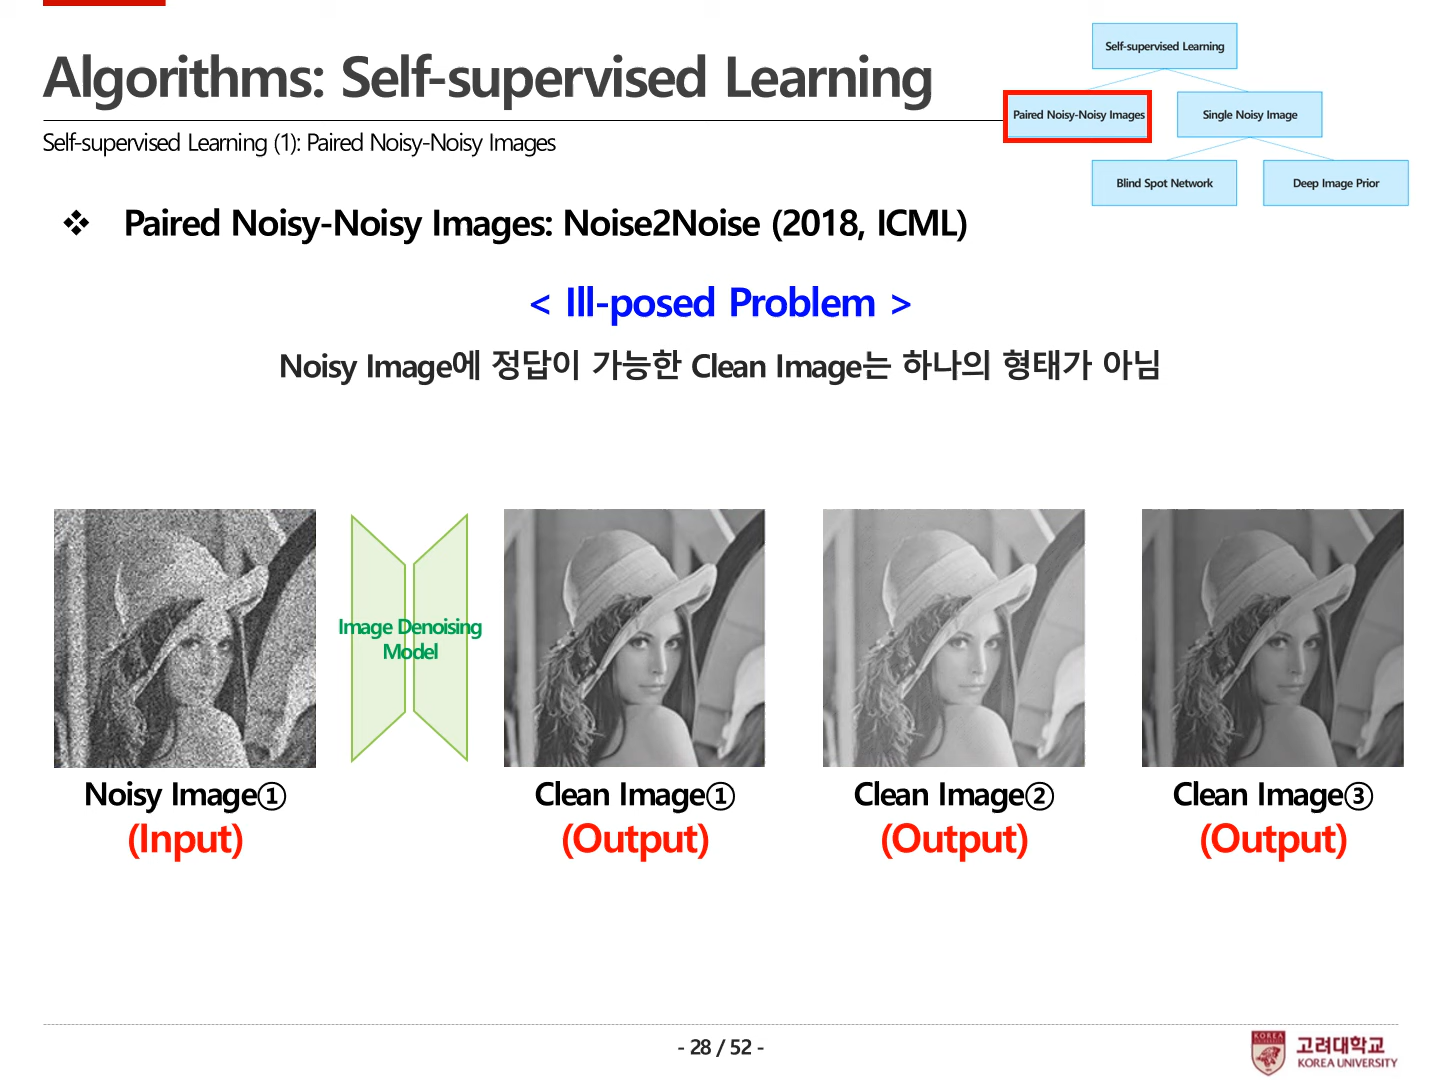 Algorithms: Self-supervised Learning
Self-supervised Learning (1): Paired Noisy-Noisy Images
Self-supervised Learning
Paired Noisy-Noisy Images
Single Noisy Image
Blind Spot Network
Deep Image Prior
❖ Paired Noisy-Noisy Images: Noise2Noise (2018, ICML)
< Ill-posed Problem >
Noisy Image에 정답이 가능한 Clean Image는 하나의 형태가 아님
Image Denoising
Model
Noisy Image①
(Input)
Clean Image①
(Output)
Clean Image②
(Output)
Clean Image③
(Output)
- 28 / 52 -
KOREA
고려대학교
KOREA UNIVERSITY